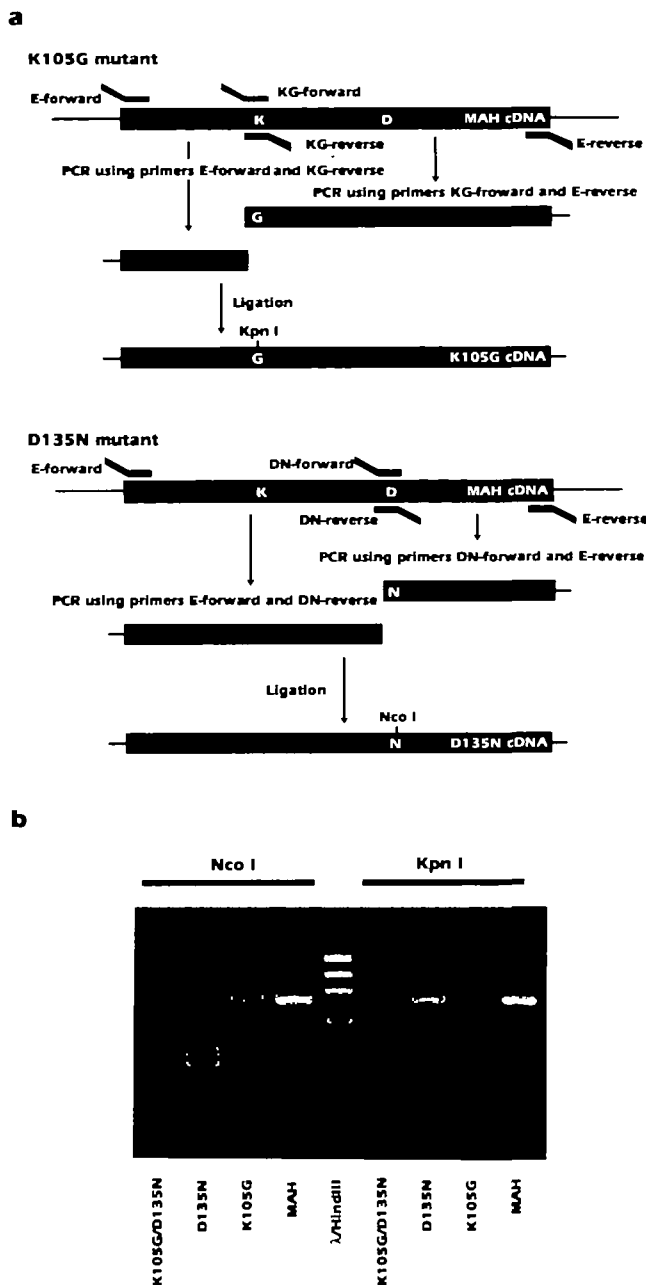 a
K105G mutant
E-forward
KG-forward
K
D
MAH cDNA
KG-reverse
E-reverse
PCR using primers E-forward and KG-reverse
PCR using primers KG-froward and E-reverse
G
Ligation
Kpn I
G
K105G cDNA
D135N mutant
E-forward
DN-forward
K
D
MAH cDNA
DN-reverse
E-reverse
PCR using primers DN-forward and E-reverse
N
PCR using primers E-forward and DN-reverse
Ligation
Nco I
N
D135N cDNA
b
Nco I
Kpn I
K105G/D135N
D135N
K105G
MAH
λ/HindIII
K105G/D135N
D135N
K105G
MAH